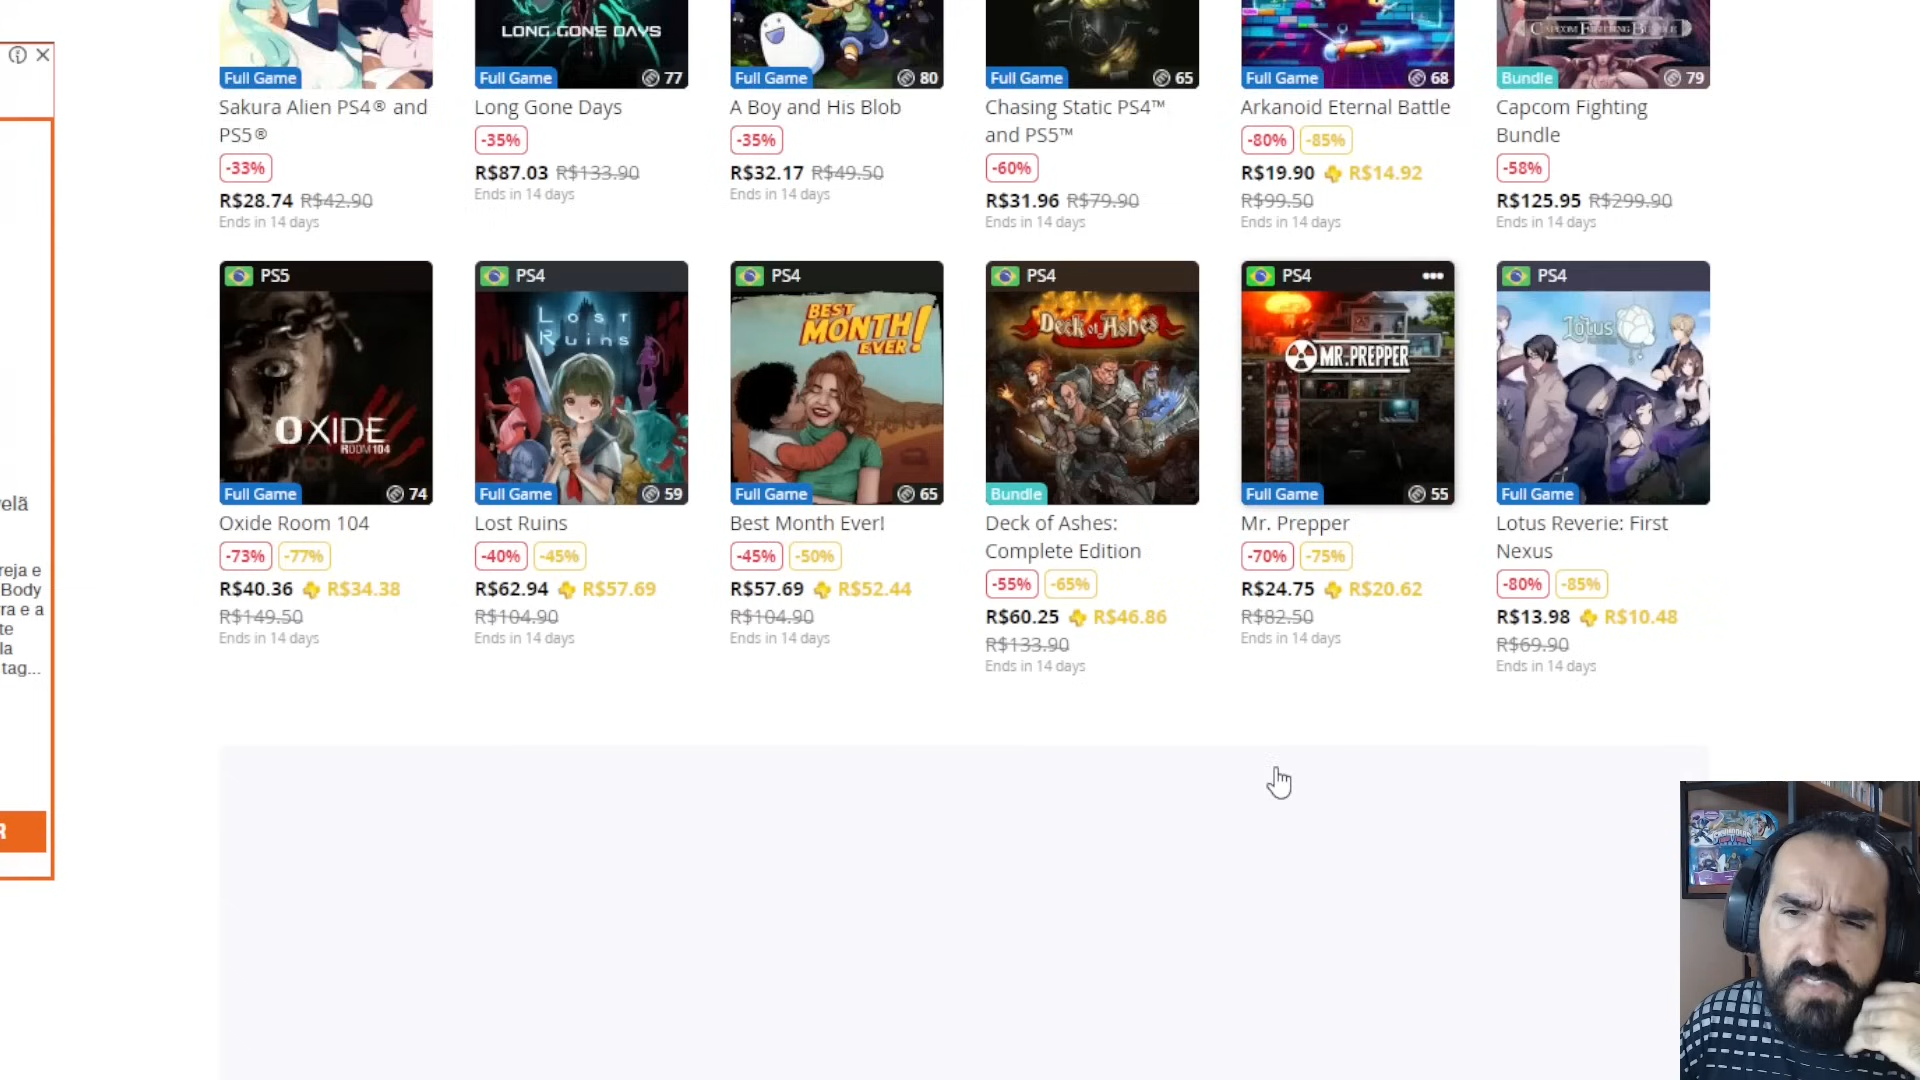 LONG GONE DAYS
CAPCOM FIGHTING BUNDLE
Full Game
Full Game 77
Full Game 80
Full Game 65
Full Game 68
Bundle 79
Sakura Alien PS4® and
PS5®
-33%
R$28.74 R$42.90
Ends in 14 days
Long Gone Days
-35%
R$87.03 R$133.90
Ends in 14 days
A Boy and His Blob
-35%
R$32.17 R$49.50
Ends in 14 days
Chasing Static PS4™
and PS5™
-60%
R$31.96 R$79.90
Ends in 14 days
Arkanoid Eternal Battle
-80% -85%
R$19.90 R$14.92
R$99.50
Ends in 14 days
Capcom Fighting
Bundle
-58%
R$125.95 R$299.90
Ends in 14 days
PS5
OXIDE
ROOM 104
Full Game 74
Oxide Room 104
-73% -77%
R$40.36 R$34.38
R$149.50
Ends in 14 days
PS4
Lost
Ruins
Full Game 59
Lost Ruins
-40% -45%
R$62.94 R$57.69
R$104.90
Ends in 14 days
PS4
BEST
MONTH
EVER!
Full Game 65
Best Month Ever!
-45% -50%
R$57.69 R$52.44
R$104.90
Ends in 14 days
PS4
Deck of Ashes
Bundle
Deck of Ashes:
Complete Edition
-55% -65%
R$60.25 R$46.86
R$133.90
Ends in 14 days
PS4 •••
MR. PREPPER
Full Game 55
Mr. Prepper
-70% -75%
R$24.75 R$20.62
R$82.50
Ends in 14 days
PS4
Lotus
Full Game
Lotus Reverie: First
Nexus
-80% -85%
R$13.98 R$10.48
R$69.90
Ends in 14 days
elã
reja e
Body
ra e a
te
la
tag...
R
SKYLANDERS